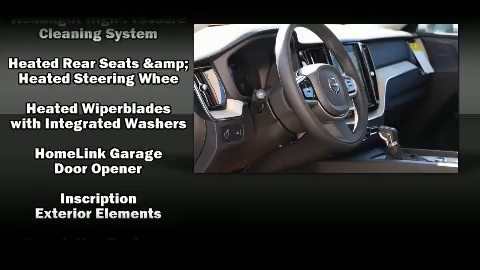 Cleaning System
Heated Rear Seats &amp;
Heated Steering Whee
Heated Wiperblades
with Integrated Washers
HomeLink Garage
Door Opener
Inscription
Exterior Elements